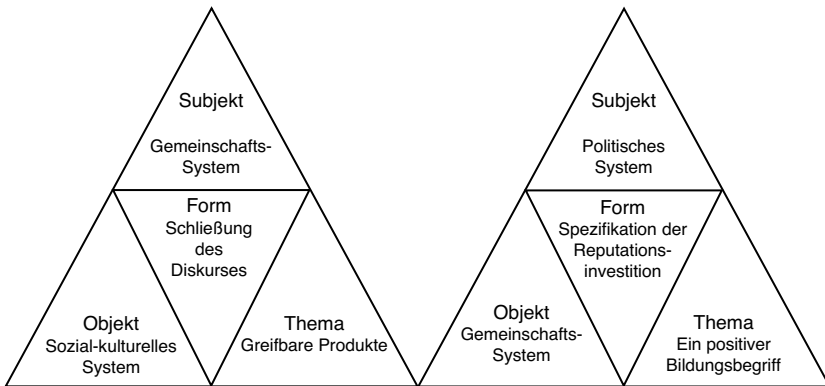 Subjekt
Gemeinschafts-
System
Form
Schließung
des
Diskurses
Objekt
Sozial-kulturelles
System
Thema
Greifbare Produkte
Subjekt
Politisches
System
Form
Spezifikation der
Reputations-
investition
Objekt
Gemeinschafts-
System
Thema
Ein positiver
Bildungsbegriff